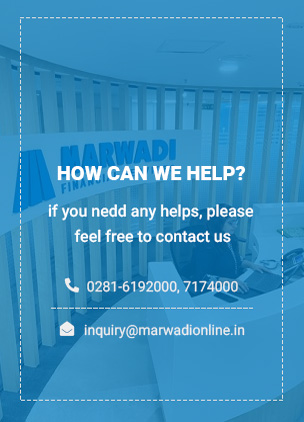 MARWADI
FINANC
HOW CAN WE HELP?
if you nedd any helps, please
feel free to contact us
0281-6192000, 7174000
inquiry@marwadionline.in